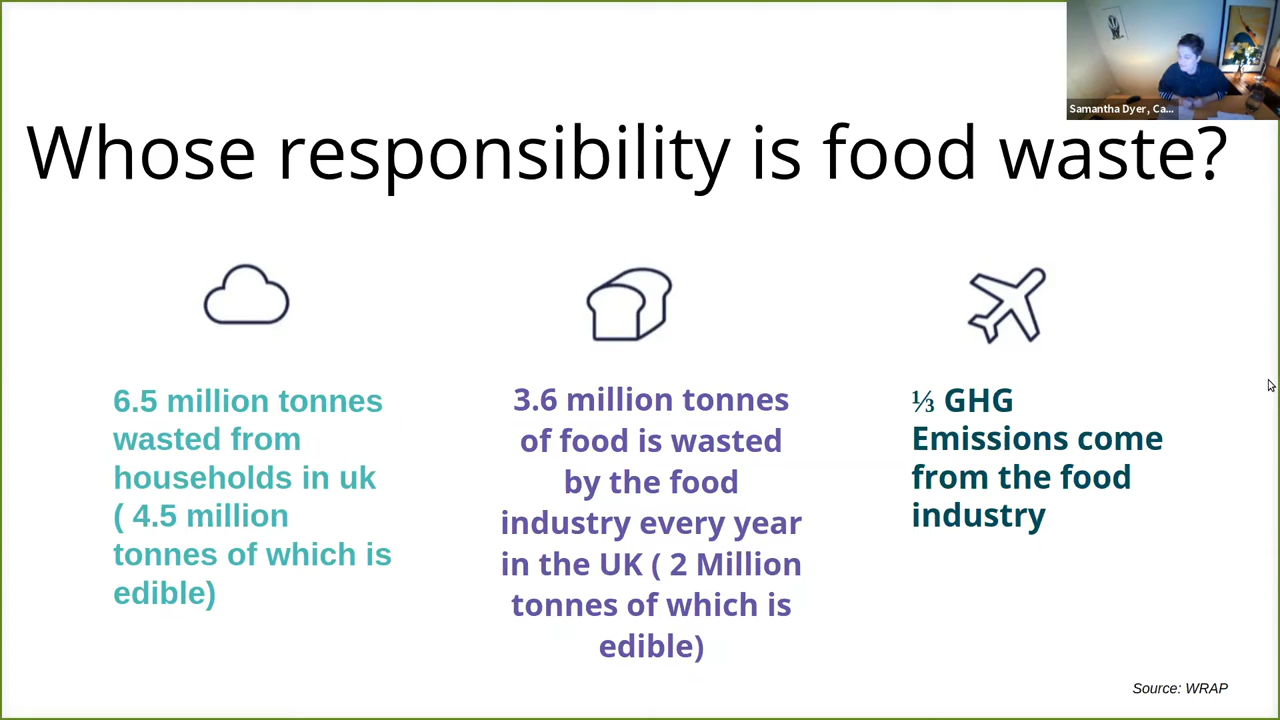 Samantha Dyer, Ca...
Whose responsibility is food waste?
6.5 million tonnes
wasted from
households in uk
( 4.5 million
tonnes of which is
edible)
3.6 million tonnes
of food is wasted
by the food
industry every year
in the UK ( 2 Million
tonnes of which is
edible)
⅓ GHG
Emissions come
from the food
industry
Source: WRAP